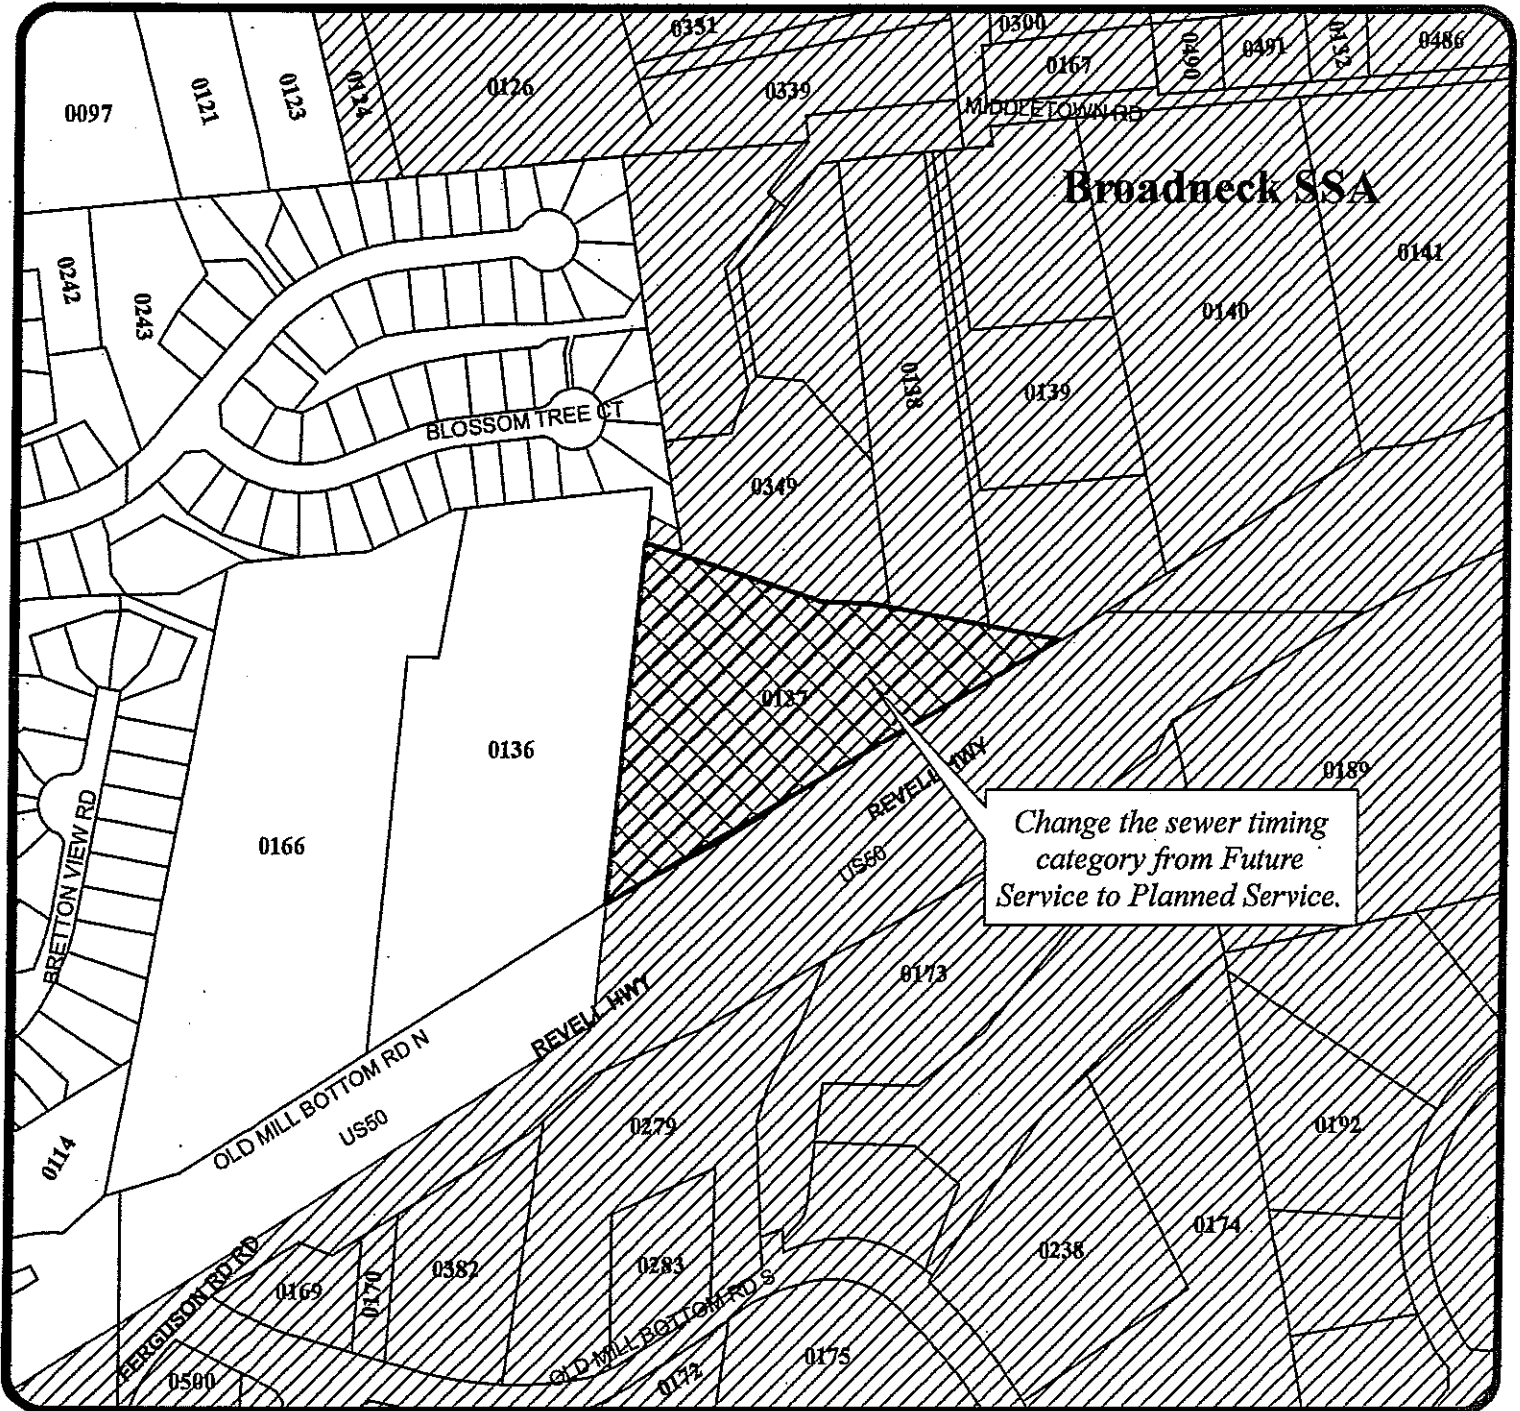 0351
0300
0486
0132
0491
0490
0167
0126
0339
0124
0123
0121
0097
MIDDLETOWN RD
Broadneck SSA
0141
0140
0242
0243
0138
0139
BLOSSOM TREE CT
0349
0137
0136
0166
REVELL HWY
US50
0189
Change the sewer timing
category from Future
Service to Planned Service.
BRETTON VIEW RD
0173
REVELL HWY
OLD MILL BOTTOM RD N
US50
0114
0279
0192
0174
0238
0283
0382
0170
0169
FERGUSON RD RD
OLD MILL BOTTOM RD S
0175
0172
0500